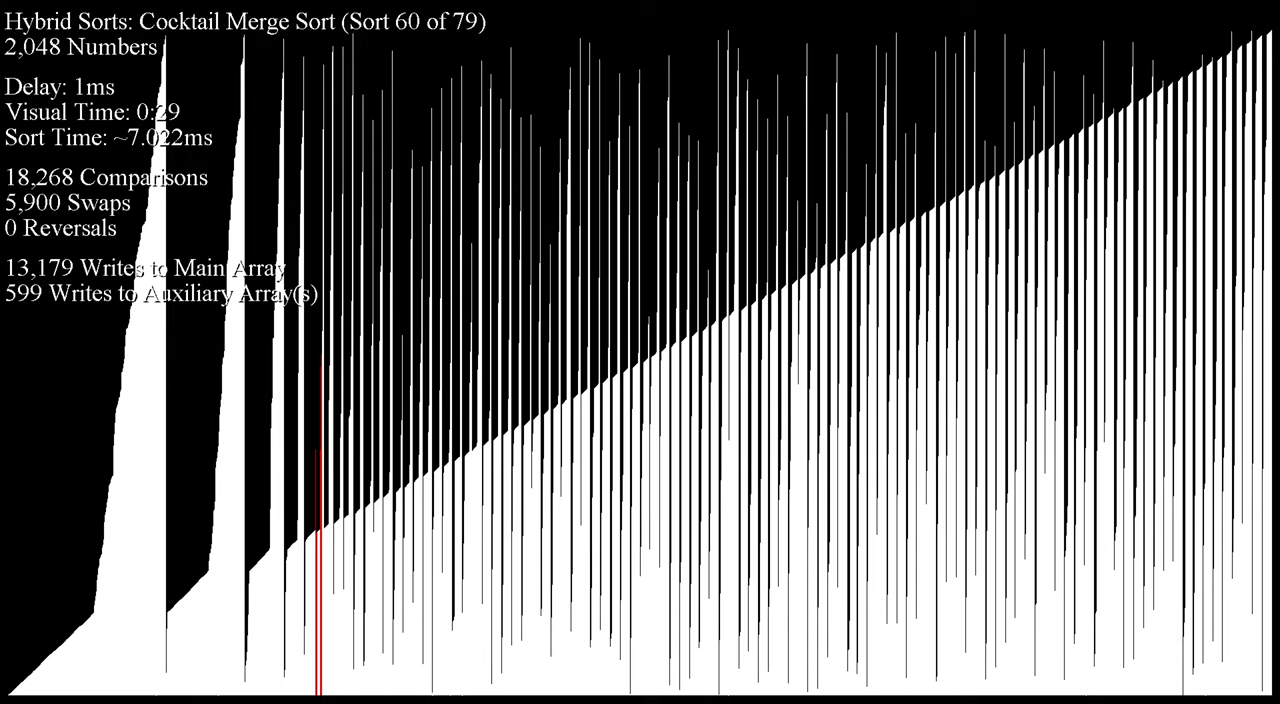 Hybrid Sorts: Cocktail Merge Sort (Sort 60 of 79)
2,048 Numbers
Delay: 1ms
Visual Time: 0:29
Sort Time: ~7.022ms
18,268 Comparisons
5,900 Swaps
0 Reversals
13,179 Writes to Main Array
599 Writes to Auxiliary Array(s)